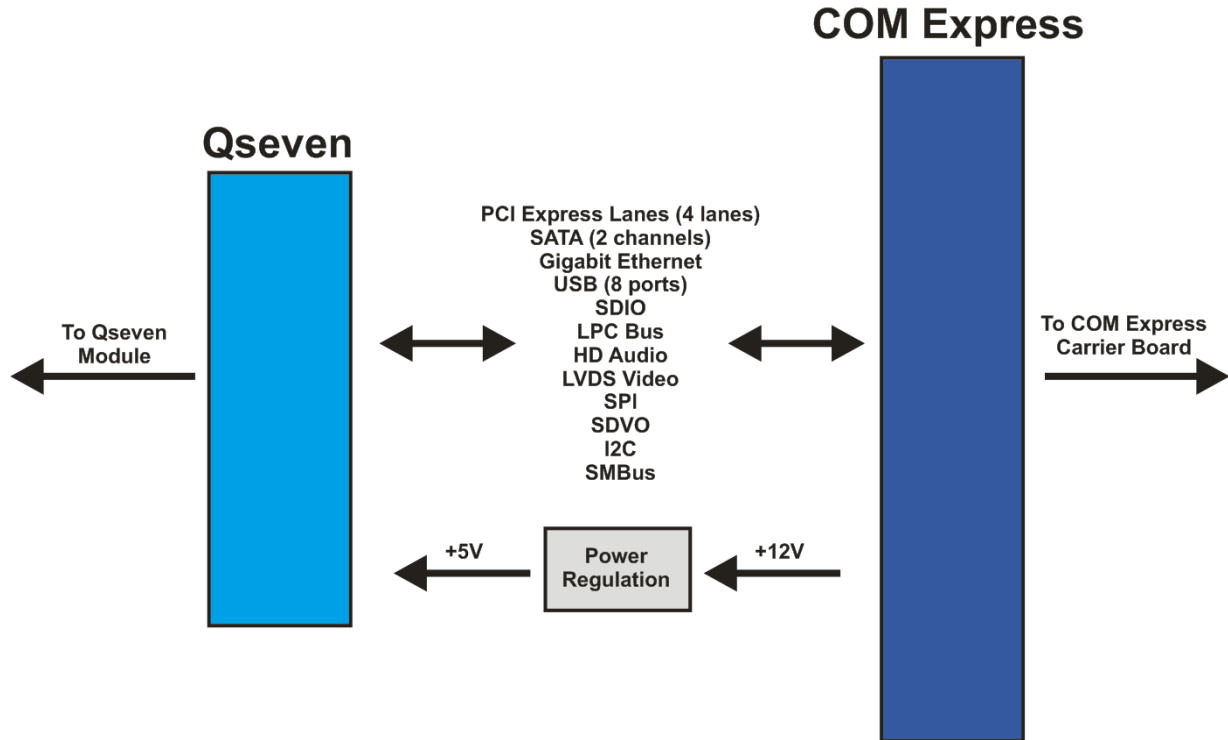 COM Express
Qseven
PCI Express Lanes (4 lanes)
SATA (2 channels)
Gigabit Ethernet
USB (8 ports)
SDIO
LPC Bus
HD Audio
LVDS Video
SPI
SDVO
I2C
SMBus
To Qseven
Module
To COM Express
Carrier Board
+5V
Power
Regulation
+12V